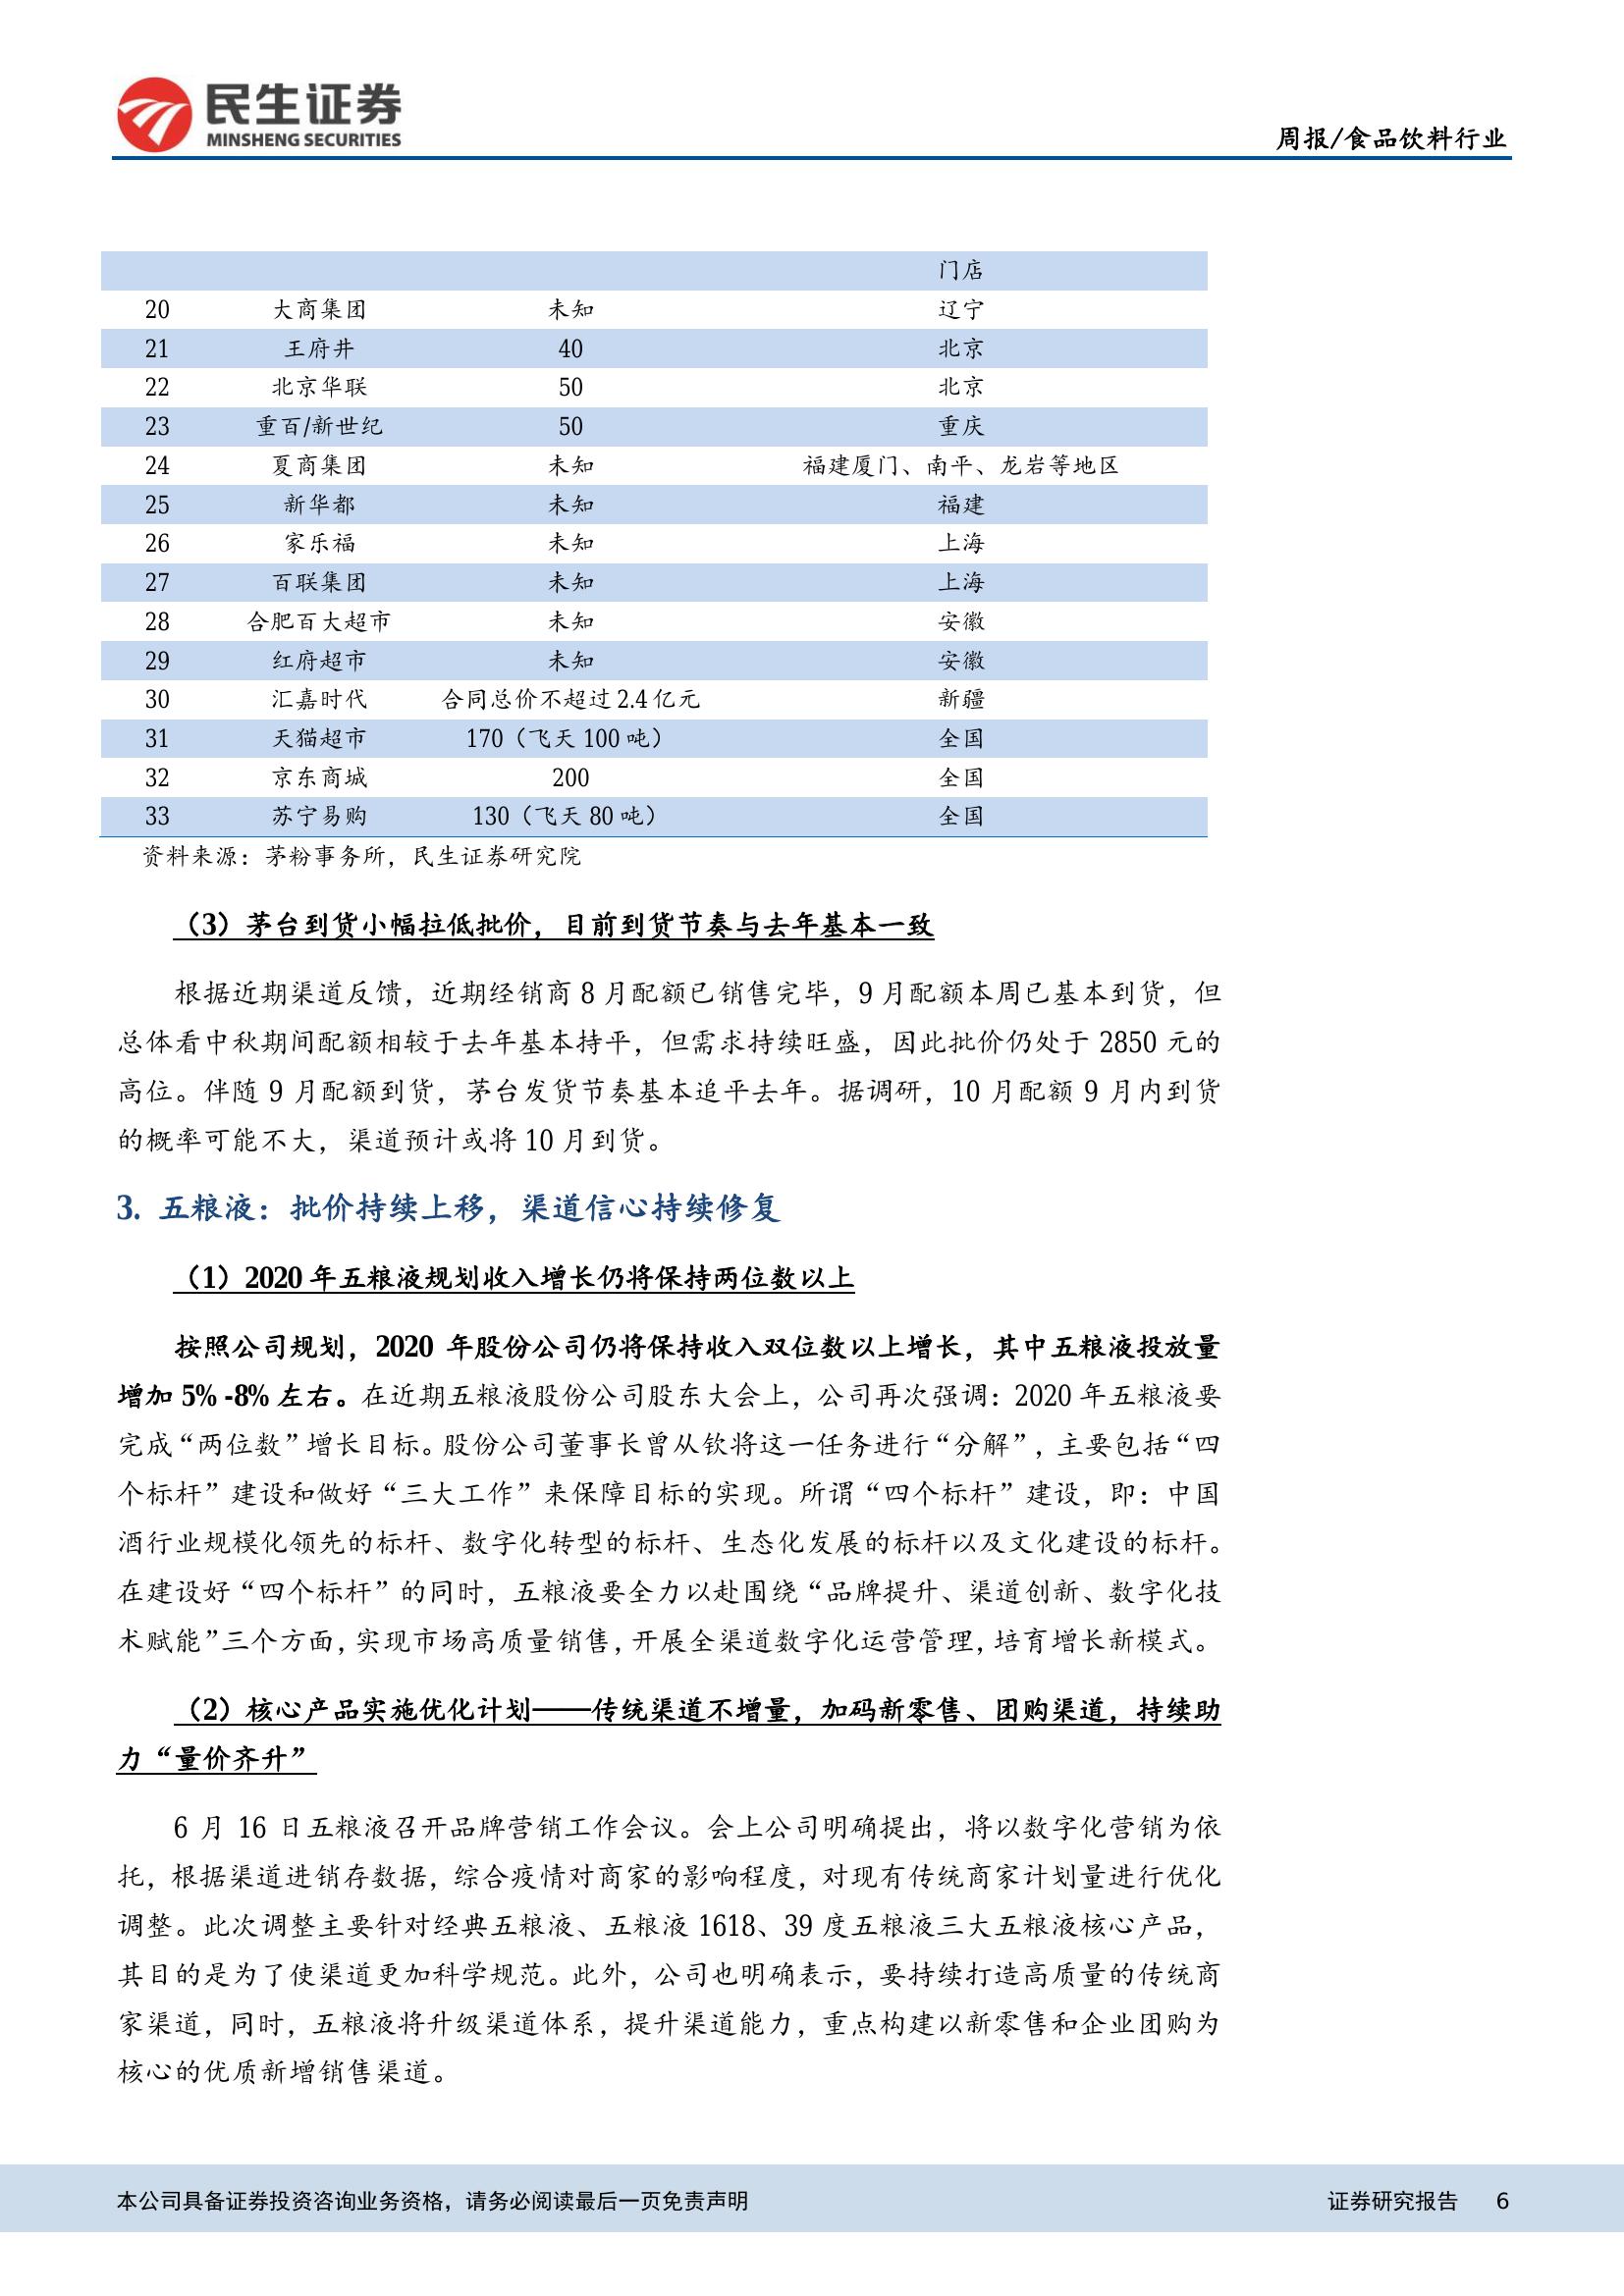 民生证券
MINSHENG SECURITIES
周报/食品饮料行业
门店
20 大商集团 未知 辽宁
21 王府井 40 北京
22 北京华联 50 北京
23 重百/新世纪 50 重庆
24 夏商集团 未知 福建厦门、南平、龙岩等地区
25 新华都 未知 福建
26 家乐福 未知 上海
27 百联集团 未知 上海
28 合肥百大超市 未知 安徽
29 红府超市 未知 安徽
30 汇嘉时代 合同总价不超过 2.4 亿元 新疆
31 天猫超市 170（飞天 100 吨） 全国
32 京东商城 200 全国
33 苏宁易购 130（飞天 80 吨） 全国
资料来源：茅粉事务所，民生证券研究院
（3）茅台到货小幅拉低批价，目前到货节奏与去年基本一致
根据近期渠道反馈，近期经销商 8 月配额已销售完毕，9 月配额本周已基本到货，但
总体看中秋期间配额相较于去年基本持平，但需求持续旺盛，因此批价仍处于 2850 元的
高位。伴随 9 月配额到货，茅台发货节奏基本追平去年。据调研，10 月配额 9 月内到货
的概率可能不大，渠道预计或将 10 月到货。
3. 五粮液：批价持续上移，渠道信心持续修复
（1）2020 年五粮液规划收入增长仍将保持两位数以上
按照公司规划，2020 年股份公司仍将保持收入双位数以上增长，其中五粮液投放量
增加 5% -8% 左右。在近期五粮液股份公司股东大会上，公司再次强调：2020 年五粮液要
完成“两位数”增长目标。股份公司董事长曾从钦将这一任务进行“分解”，主要包括“四
个标杆”建设和做好“三大工作”来保障目标的实现。所谓“四个标杆”建设，即：中国
酒行业规模化领先的标杆、数字化转型的标杆、生态化发展的标杆以及文化建设的标杆。
在建设好“四个标杆”的同时，五粮液要全力以赴围绕“品牌提升、渠道创新、数字化技
术赋能”三个方面，实现市场高质量销售，开展全渠道数字化运营管理，培育增长新模式。
（2）核心产品实施优化计划——传统渠道不增量，加码新零售、团购渠道，持续助
力“量价齐升”
6 月 16 日五粮液召开品牌营销工作会议。会上公司明确提出，将以数字化营销为依
托，根据渠道进销存数据，综合疫情对商家的影响程度，对现有传统商家计划量进行优化
调整。此次调整主要针对经典五粮液、五粮液 1618、39 度五粮液三大五粮液核心产品，
其目的是为了使渠道更加科学规范。此外，公司也明确表示，要持续打造高质量的传统商
家渠道，同时，五粮液将升级渠道体系，提升渠道能力，重点构建以新零售和企业团购为
核心的优质新增销售渠道。
本公司具备证券投资咨询业务资格，请务必阅读最后一页免责声明 证券研究报告 6